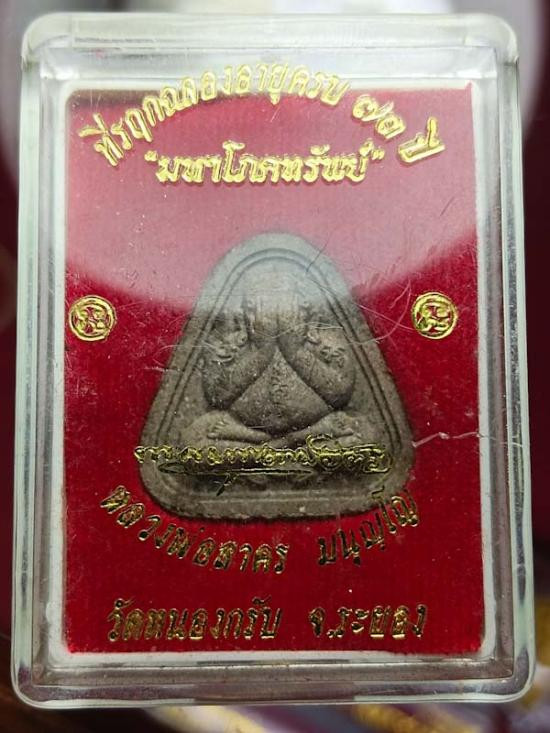 ที่รฦกฉลองอายุครบ ๗๓ ปี
"มหาโภคทรัพย์"
หลวงพ่อสาคร มนุญฺโญ
วัดหนองกรับ จ.ระยอง